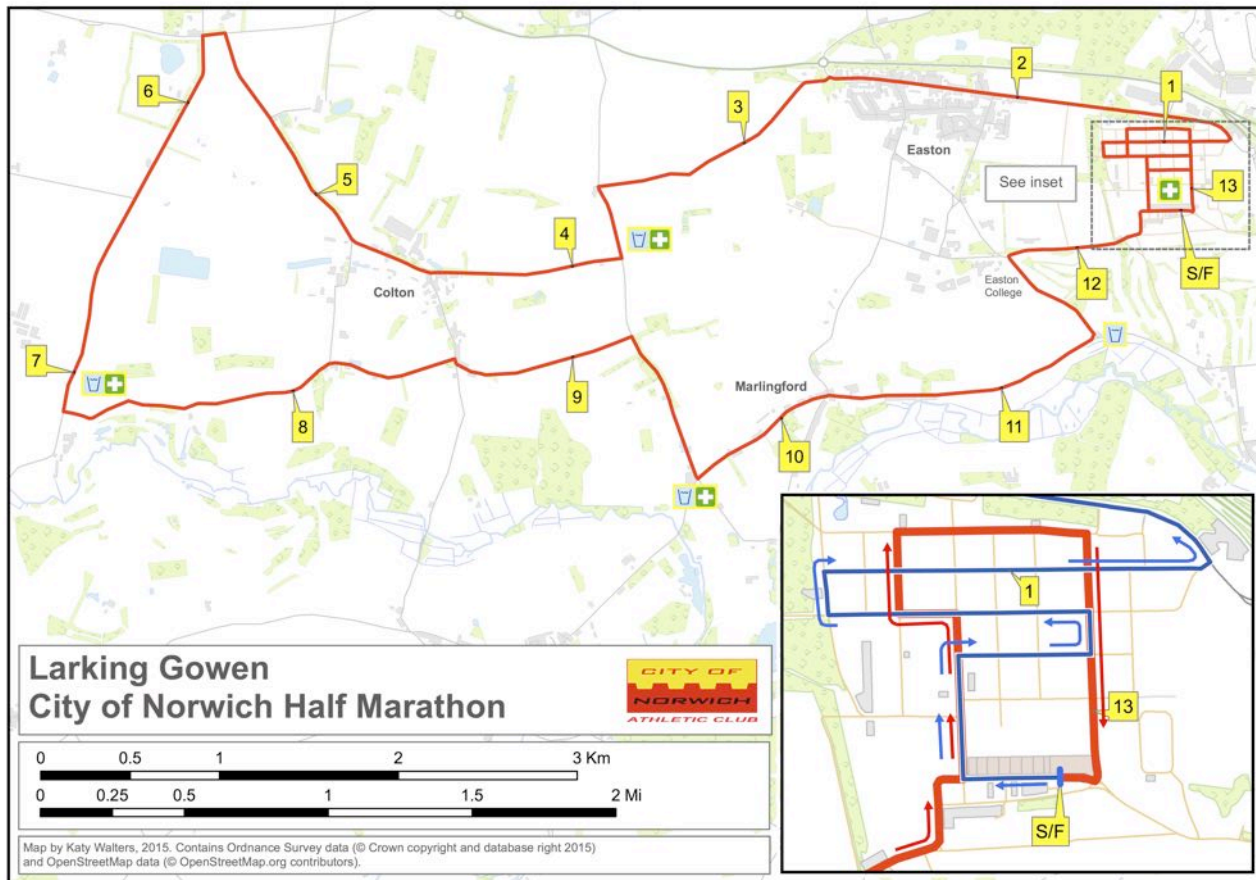 2
1
6
3
Easton
5
See inset
13
4
S/F
Easton
College
12
Colton
7
9
Marlingford
8
11
10
1
13
S/F
Larking Gowen
City of Norwich Half Marathon
CITY OF
NORWICH
ATHLETIC CLUB
0 0.5 1 2 3 Km
0 0.25 0.5 1 1.5 2 Mi
Map by Katy Walters, 2015. Contains Ordnance Survey data (© Crown copyright and database right 2015)
and OpenStreetMap data (© OpenStreetMap.org contributors).